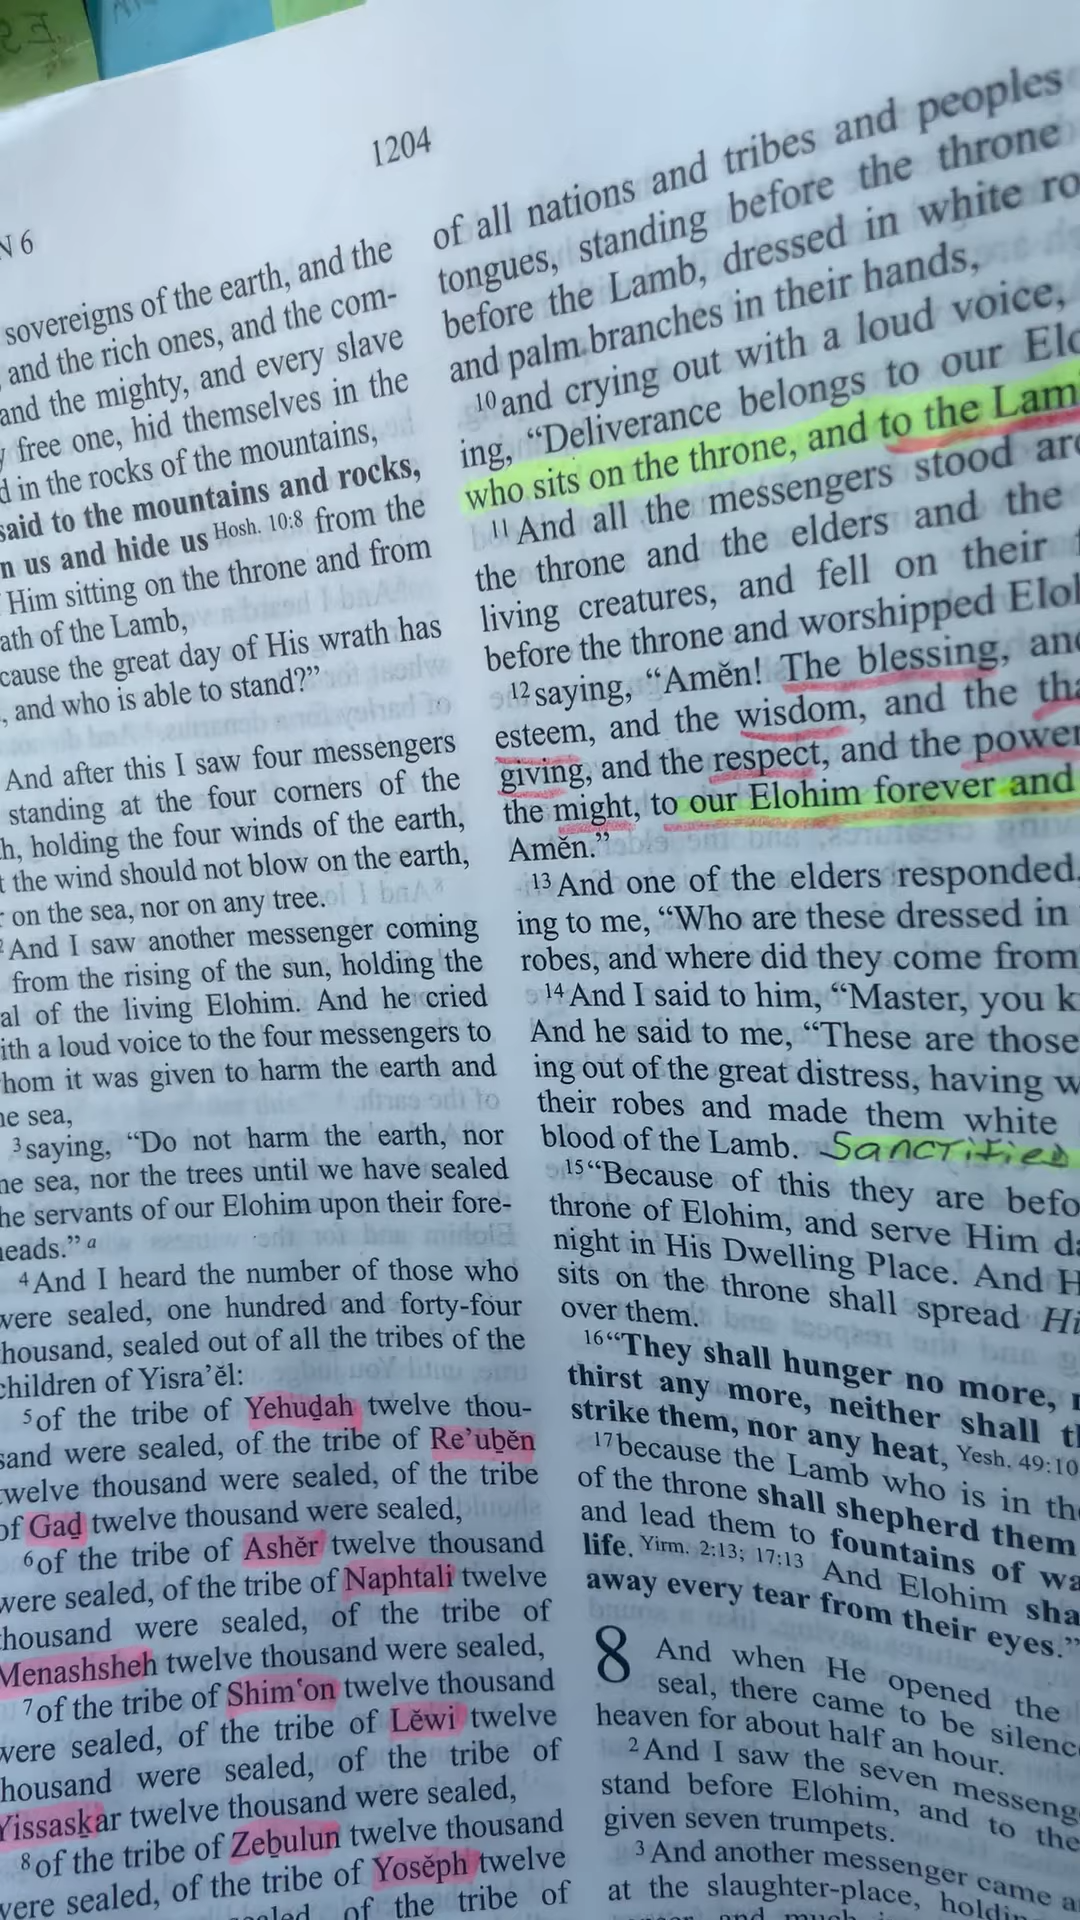 1204
N 6
sovereigns of the earth, and the
and the rich ones, and the com-
and the mighty, and every slave
free one, hid themselves in the
in the rocks of the mountains,
said to the mountains and rocks,
us and hide us Hosh. 10:8 from the
Him sitting on the throne and from
of the Lamb,
the great day of His wrath has
, and who is able to stand?”
And after this I saw four messengers
standing at the four corners of the
holding the four winds of the earth,
the wind should not blow on the earth,
on the sea, nor on any tree.
2 And I saw another messenger coming
from the rising of the sun, holding the
of the living Elohim. And he cried
a loud voice to the four messengers to
it was given to harm the earth and
sea,
3 saying, “Do not harm the earth, nor
sea, nor the trees until we have sealed
servants of our Elohim upon their fore-
heads.” a
4 And I heard the number of those who
were sealed, one hundred and forty-four
housand, sealed out of all the tribes of the
children of Yisra’ĕl:
5 of the tribe of Yehuḏah twelve thou-
sand were sealed, of the tribe of Re’uḇĕn
twelve thousand were sealed, of the tribe
of Gaḏ twelve thousand were sealed,
6 of the tribe of Ashĕr twelve thousand
were sealed, of the tribe of Naphtali twelve
housand were sealed, of the tribe of
Menashsheh twelve thousand were sealed,
7 of the tribe of Shimʽon twelve thousand
were sealed, of the tribe of Lĕwi twelve
housand were sealed, of the tribe of
Yissasḵar twelve thousand were sealed,
8 of the tribe of Zeḇulun twelve thousand
were sealed, of the tribe of Yosĕph twelve
of the tribe of
of all nations and tribes and peoples
tongues, standing before the throne
before the Lamb, dressed in white ro
and palm branches in their hands,
10 and crying out with a loud voice,
ing, “Deliverance belongs to our Elo
who sits on the throne, and to the Lam
11 And all the messengers stood aro
the throne and the elders and the
living creatures, and fell on their
before the throne and worshipped Eloh
12 saying, “Amĕn! The blessing, and
esteem, and the wisdom, and the tha
giving, and the respect, and the power
the might, to our Elohim forever and
Amĕn.”
13 And one of the elders responded,
ing to me, “Who are these dressed in
robes, and where did they come from
14 And I said to him, “Master, you k
And he said to me, “These are those
ing out of the great distress, having w
their robes and made them white
blood of the Lamb. Sanctified
15 “Because of this they are befo
throne of Elohim, and serve Him da
night in His Dwelling Place. And H
sits on the throne shall spread Hi
over them.
16 “They shall hunger no more, n
thirst any more, neither shall th
strike them, nor any heat, Yesh. 49:10
17 because the Lamb who is in the
of the throne shall shepherd them
and lead them to fountains of wa
life. Yirm. 2:13; 17:13 And Elohim sha
away every tear from their eyes.”
8 And when He opened the
seal, there came to be silence
heaven for about half an hour.
2 And I saw the seven messeng
stand before Elohim, and to the
given seven trumpets.
3 And another messenger came a
at the slaughter-place, holdin